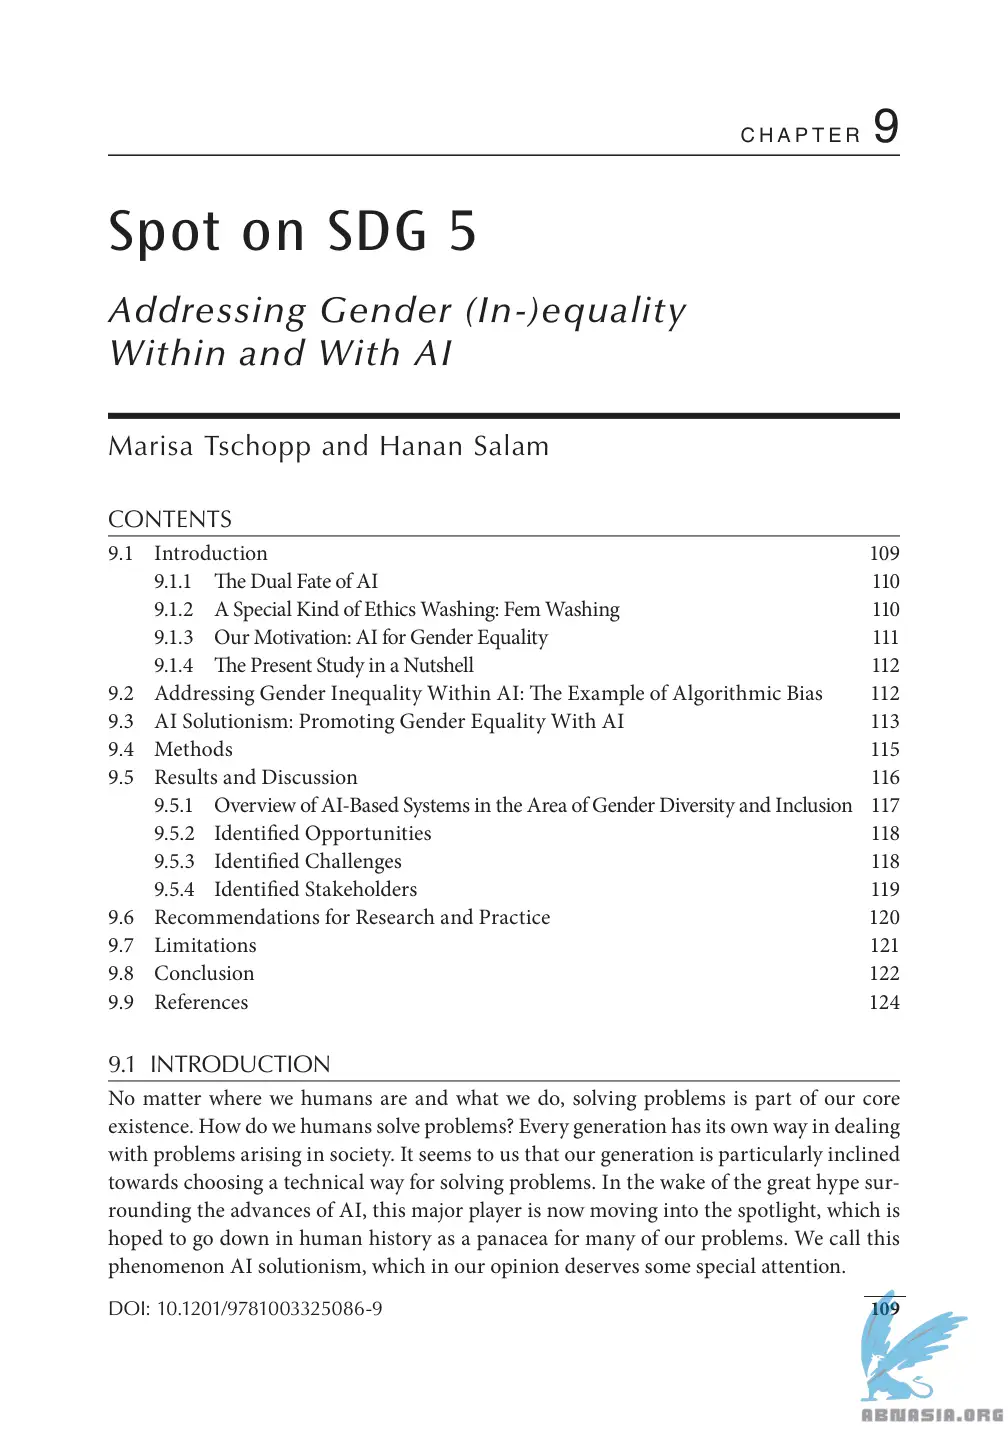 CHAPTER 9
Spot on SDG 5
Addressing Gender (In-)equality
Within and With AI
Marisa Tschopp and Hanan Salam
CONTENTS
9.1 Introduction 109
9.1.1 The Dual Fate of AI 110
9.1.2 A Special Kind of Ethics Washing: Fem Washing 110
9.1.3 Our Motivation: AI for Gender Equality 111
9.1.4 The Present Study in a Nutshell 112
9.2 Addressing Gender Inequality Within AI: The Example of Algorithmic Bias 112
9.3 AI Solutionism: Promoting Gender Equality With AI 113
9.4 Methods 115
9.5 Results and Discussion 116
9.5.1 Overview of AI-Based Systems in the Area of Gender Diversity and Inclusion 117
9.5.2 Identified Opportunities 118
9.5.3 Identified Challenges 118
9.5.4 Identified Stakeholders 119
9.6 Recommendations for Research and Practice 120
9.7 Limitations 121
9.8 Conclusion 122
9.9 References 124
9.1 INTRODUCTION
No matter where we humans are and what we do, solving problems is part of our core
existence. How do we humans solve problems? Every generation has its own way in dealing
with problems arising in society. It seems to us that our generation is particularly inclined
towards choosing a technical way for solving problems. In the wake of the great hype sur-
rounding the advances of AI, this major player is now moving into the spotlight, which is
hoped to go down in human history as a panacea for many of our problems. We call this
phenomenon AI solutionism, which in our opinion deserves some special attention.
DOI: 10.1201/9781003325086-9 109
ABNASIA.ORG